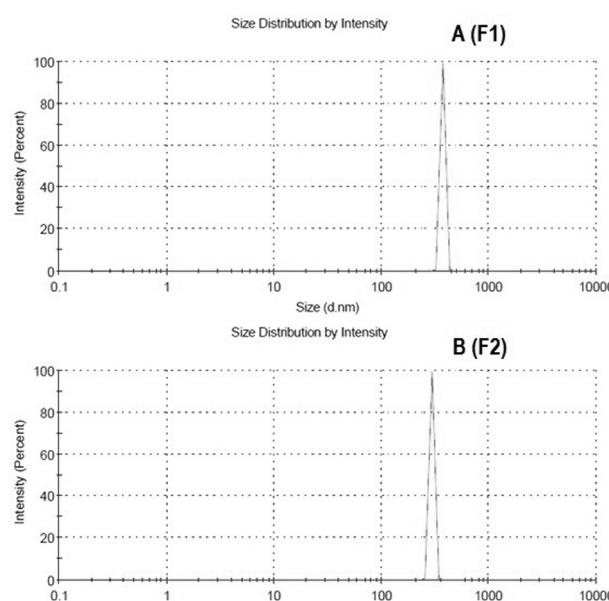 Size Distribution by Intensity
A (F1)
100
80
60
40
20
0
Intensity (Percent)
0.1 1 10 100 1000 10000
Size (d.nm)
Size Distribution by Intensity
B (F2)
100
80
60
40
20
0
Intensity (Percent)
0.1 1 10 100 1000 10000